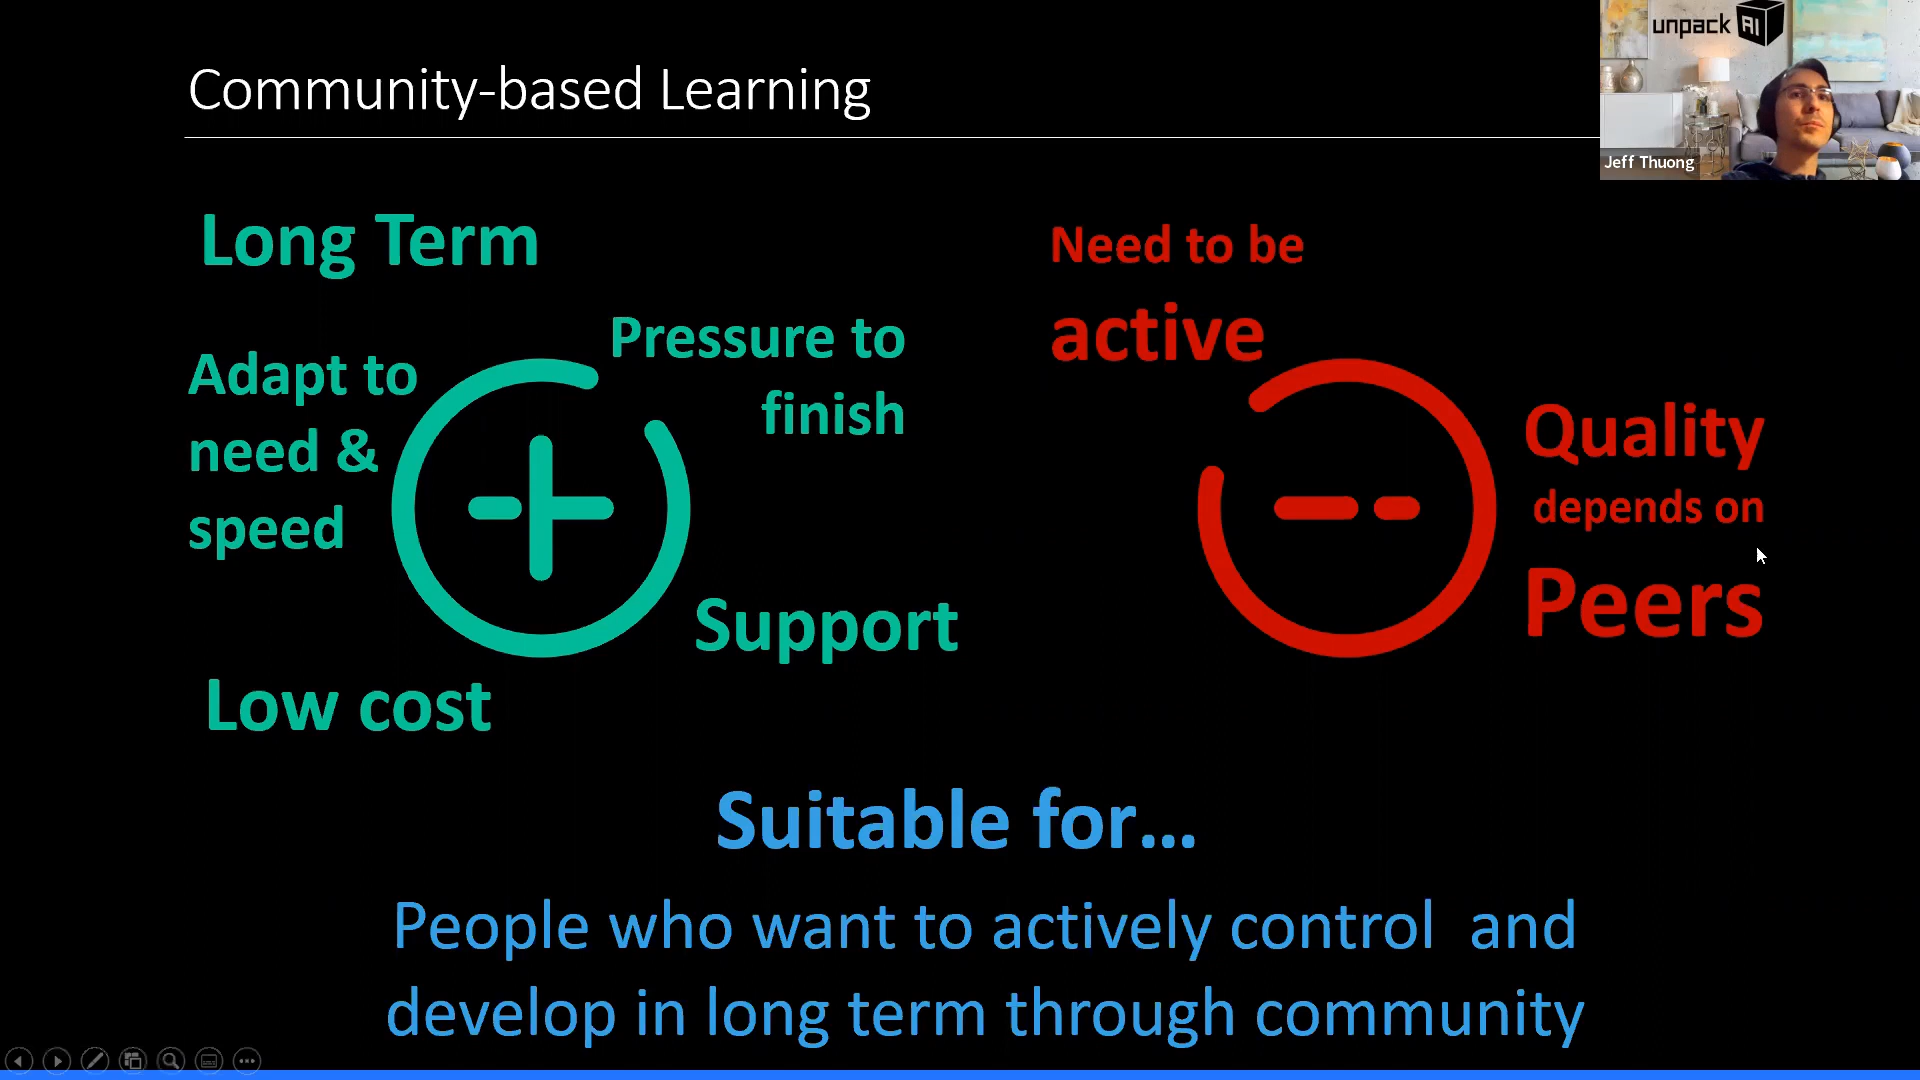 Community-based Learning
unpack AI
Jeff Thuong
Long Term
Pressure to
finish
Adapt to
need &
speed
Support
Low cost
Need to be
active
Quality
depends on
Peers
Suitable for...
People who want to actively control  and
develop in long term through community